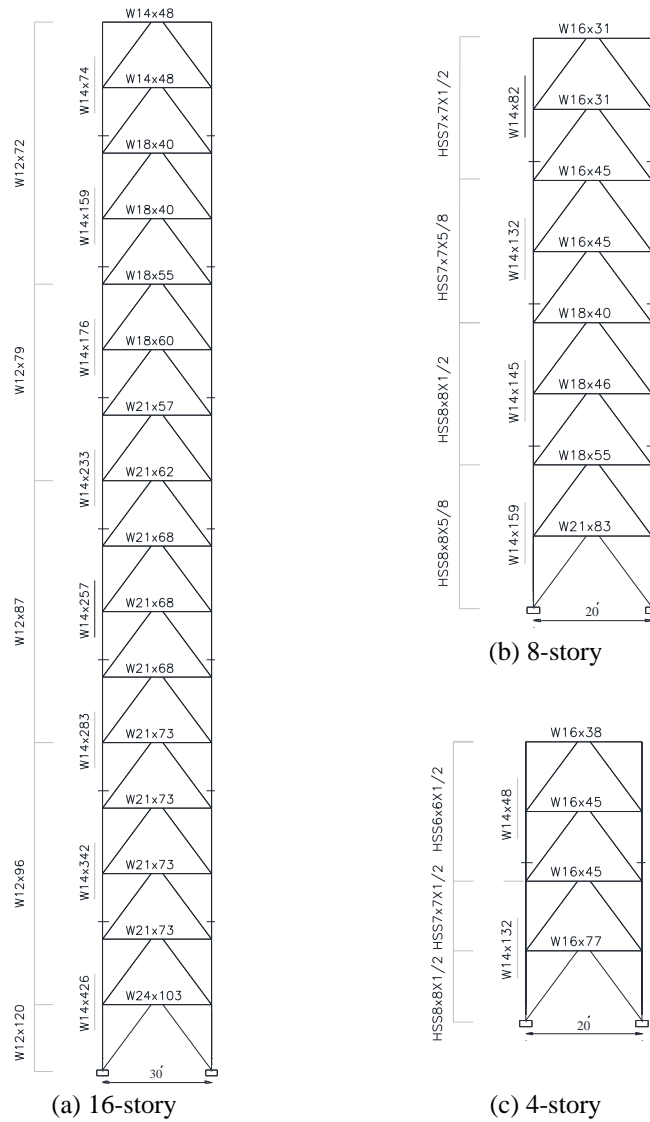 W14x48
W14x48
W18x40
W18x40
W18x55
W18x60
W21x57
W21x62
W21x68
W21x68
W21x68
W21x73
W21x73
W21x73
W21x73
W24x103
W12x72
W12x79
W12x87
W12x96
W12x120
W14x74
W14x159
W14x176
W14x233
W14x257
W14x283
W14x342
W14x426
30'
(a) 16-story
W16x31
W16x31
W16x45
W16x45
W18x40
W18x46
W18x55
W21x83
HSS7x7X1/2
HSS7x7X5/8
HSS8x8X1/2
HSS8x8X5/8
W14x82
W14x132
W14x145
W14x159
20'
(b) 8-story
W16x38
W16x45
W16x45
W16x77
HSS6x6X1/2
HSS7x7X1/2
HSS8x8X1/2
W14x48
W14x132
20'
(c) 4-story